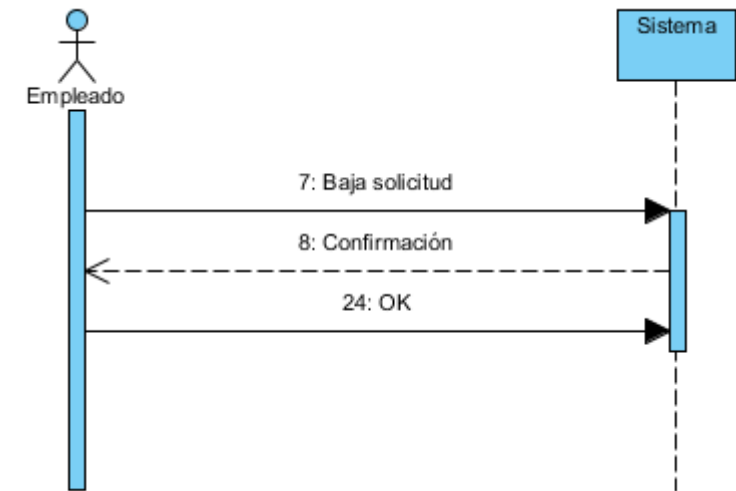 Sistema
Empleado
7: Baja solicitud
8: Confirmación
24: OK